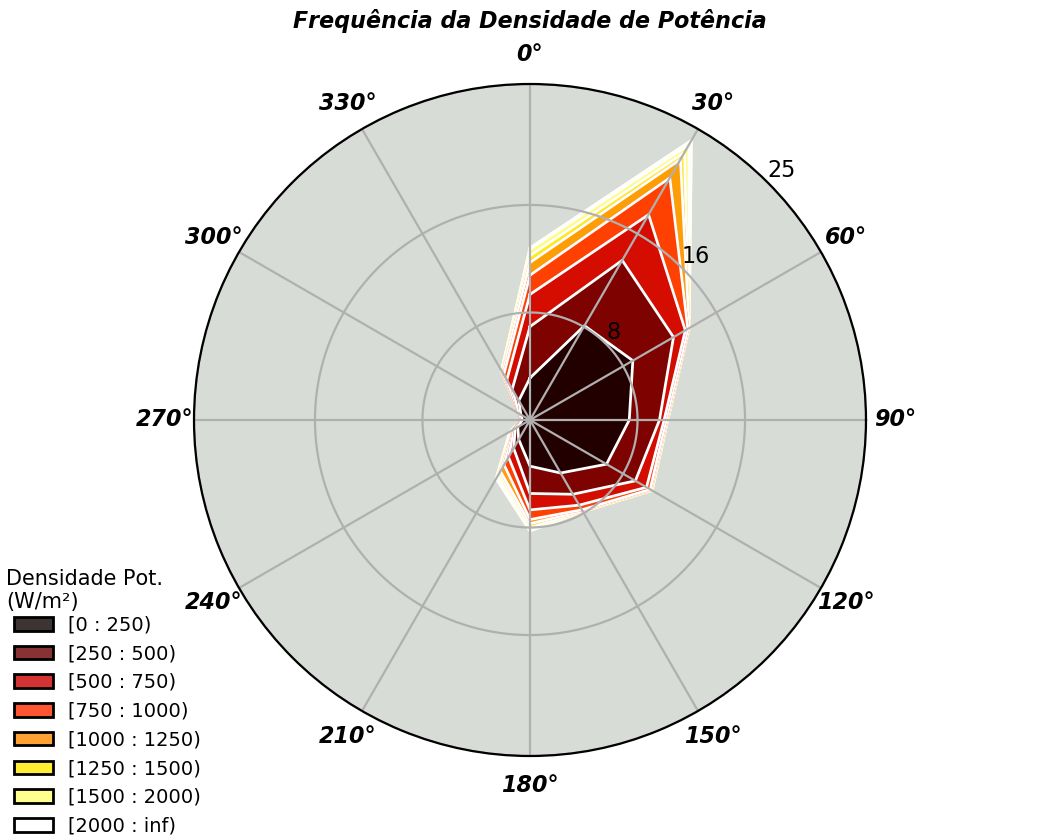 Frequência da Densidade de Potência
0°
330°
30°
25
300°
60°
16
8
270°
90°
240°
120°
210°
150°
180°
Densidade Pot.
(W/m²)
[0 : 250)
[250 : 500)
[500 : 750)
[750 : 1000)
[1000 : 1250)
[1250 : 1500)
[1500 : 2000)
[2000 : inf)